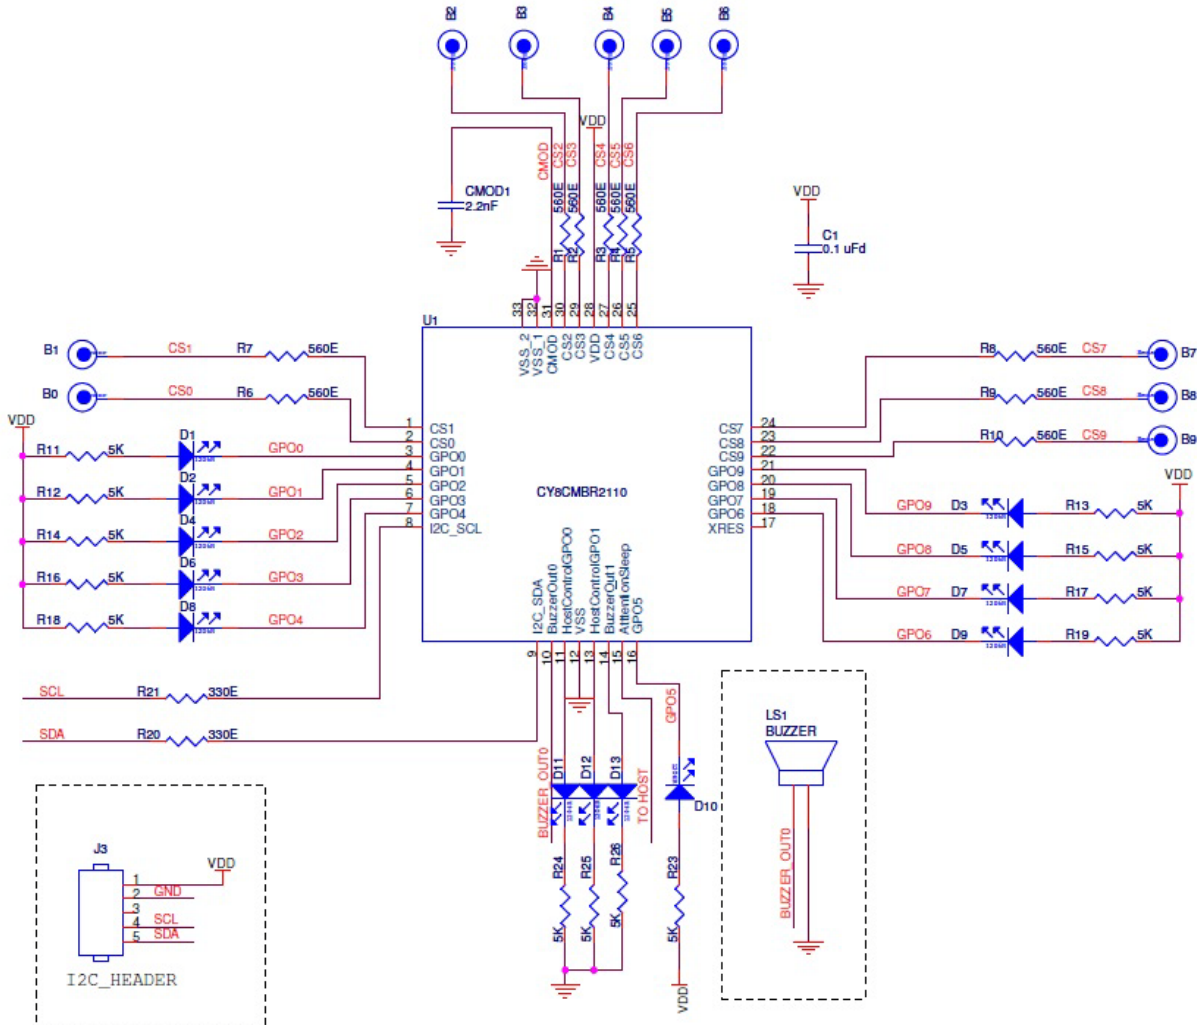 B2
B3
B4
B5
B6
VDD
CMOD
CS2
CS3
CS4
CS5
CS6
CMOD1
2.2nF
560E
560E
560E
560E
560E
R1
R2
R3
R4
R5
VDD
C1
0.1 uFd
33
32
31
30
29
28
27
26
25
U1
VSS_2
VSS_1
CMOD
CS2
CS3
VDD
CS4
CS5
CS6
B1
CS1
R7
560E
B0
CS0
R6
560E
R8
560E
CS7
B7
R9
560E
CS8
B8
R10
560E
CS9
B9
VDD
R11
5K
D1
GPO0
R12
5K
D2
GPO1
R14
5K
D4
GPO2
R16
5K
D6
GPO3
R18
5K
D8
GPO4
1
CS1
2
CS0
3
GPO0
4
GPO1
5
GPO2
6
GPO3
7
GPO4
8
I2C_SCL
CY8CMBR2110
CS7
24
CS8
23
CS9
22
GPO9
21
GPO8
20
GPO7
19
GPO6
18
XRES
17
VDD
GPO9
D3
R13
5K
GPO8
D5
R15
5K
GPO7
D7
R17
5K
GPO6
D9
R19
5K
I2C_SDA
BuzzerOut0
HostControlGPO0
VSS
HostControlGPO1
BuzzerOut1
AttentionSleep
GPO5
9
10
11
12
13
14
15
16
SCL
R21
330E
SDA
R20
330E
BUZZER_OUT0
D11
D12
D13
TO HOST
GPO5
D10
R24
R25
R26
R23
5K
5K
5K
5K
VDD
LS1
BUZZER
BUZZER_OUT0
J3
VDD
1
2
GND
3
4
SCL
5
SDA
I2C_HEADER